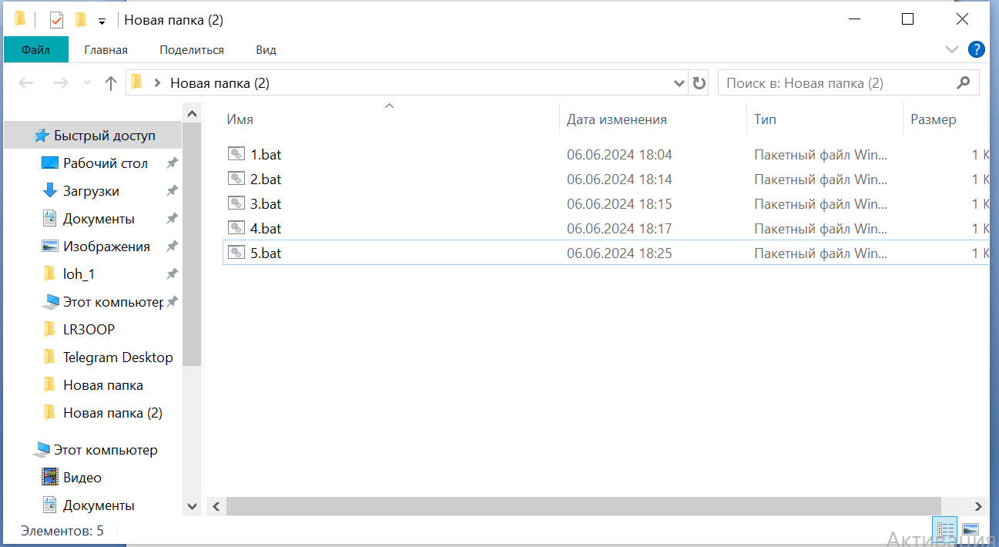 Новая папка (2)
Файл Главная Поделиться Вид ?
Новая папка (2) Поиск в: Новая папка (2)
Имя Дата изменения Тип Размер
Быстрый доступ
Рабочий стол
Загрузки
Документы
Изображения
loh_1
Этот компьютер
LR3OOP
Telegram Desktop
Новая папка
Новая папка (2)
Этот компьютер
Видео
Документы
1.bat 06.06.2024 18:04 Пакетный файл Win... 1 К
2.bat 06.06.2024 18:14 Пакетный файл Win... 1 К
3.bat 06.06.2024 18:15 Пакетный файл Win... 1 К
4.bat 06.06.2024 18:17 Пакетный файл Win... 1 К
5.bat 06.06.2024 18:25 Пакетный файл Win... 1 К
Элементов: 5
Активация